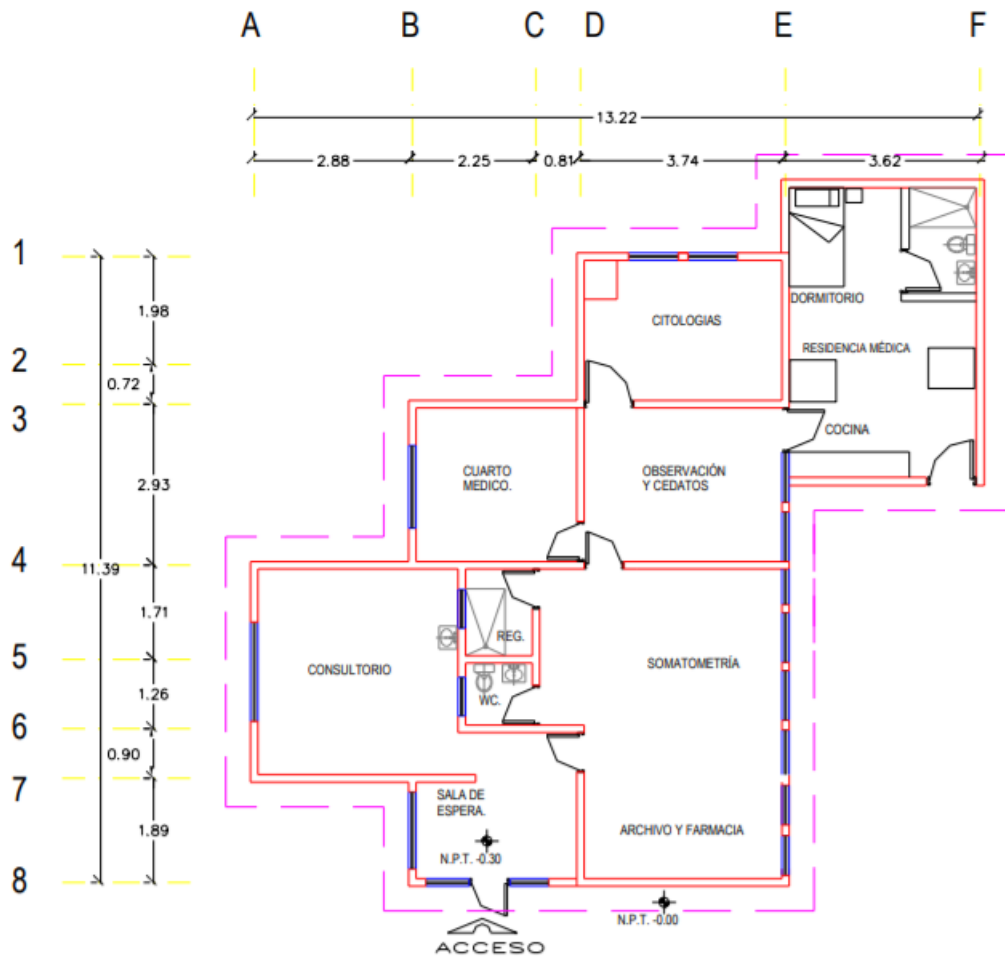 A B C D E F
13.22
2.88 2.25 0.81 3.74 3.62
1
1.98
2
0.72
3
2.93
4
11.39
1.71
5
1.26
6
0.90
7
1.89
8
DORMITORIO
CITOLOGIAS
RESIDENCIA MÉDICA
COCINA
CUARTO
MEDICO.
OBSERVACIÓN
Y CEDATOS
REG.
CONSULTORIO
SOMATOMETRÍA
WC.
SALA DE
ESPERA.
ARCHIVO Y FARMACIA
N.P.T. -0.30
N.P.T. -0.00
ACCESO